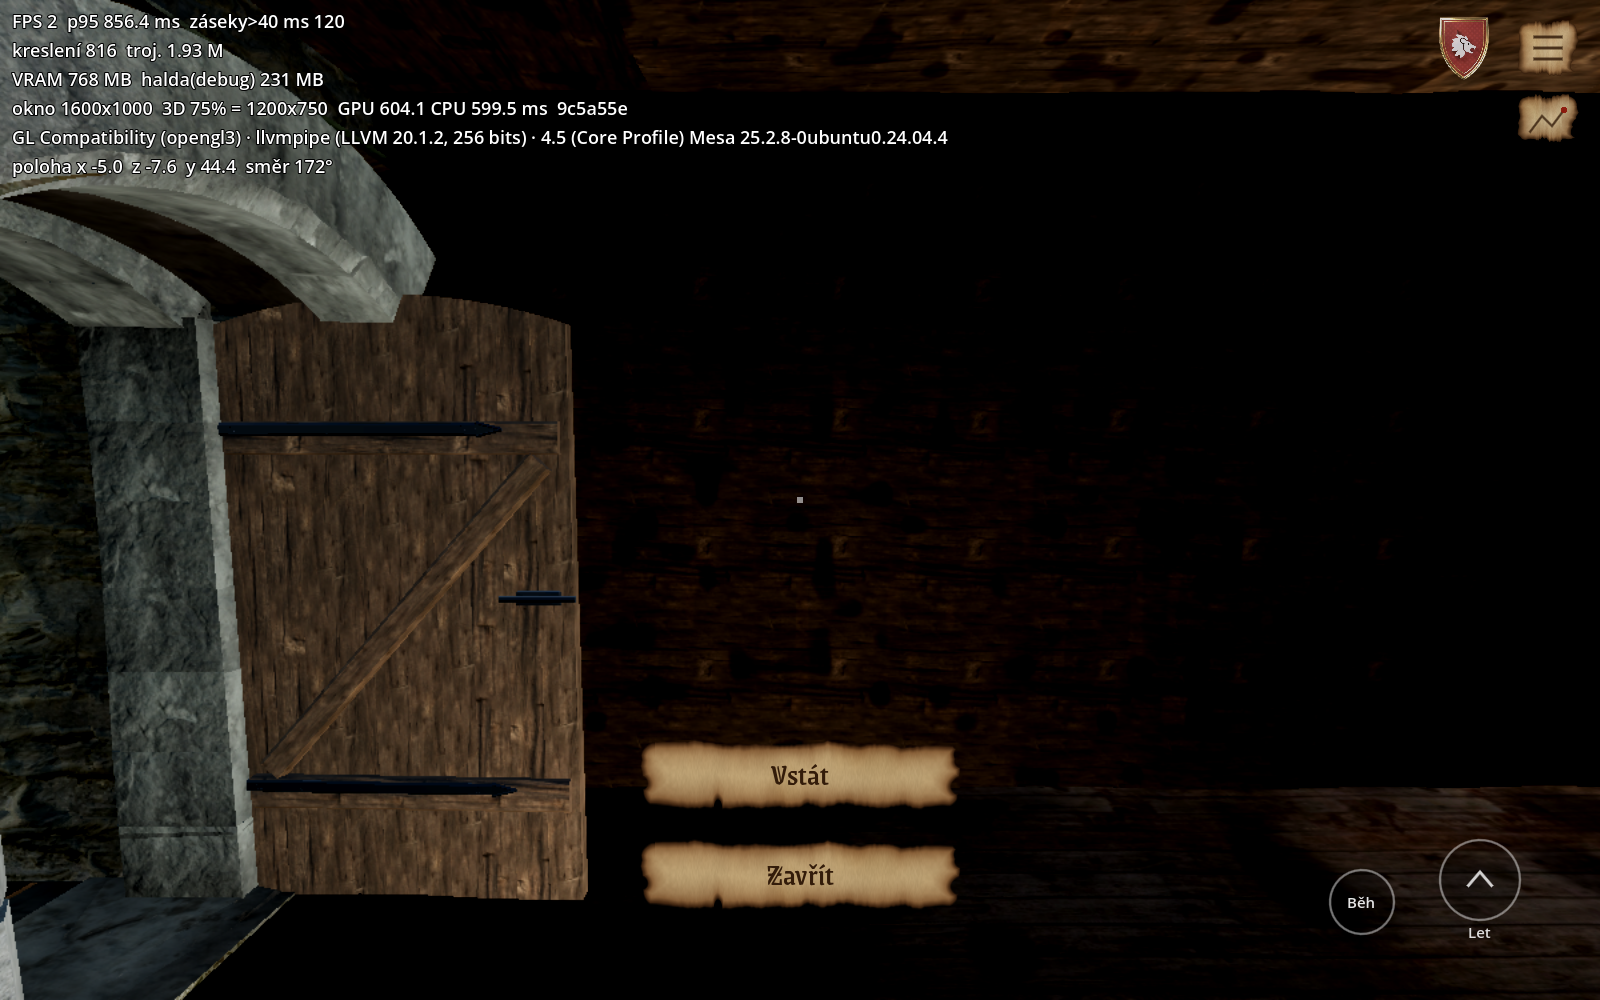 FPS 2  p95 856.4 ms  záseky>40 ms 120
kreslení 816  troj. 1.93 M
VRAM 768 MB  halda(debug) 231 MB
okno 1600x1000  3D 75% = 1200x750  GPU 604.1 CPU 599.5 ms  9c5a55e
GL Compatibility (opengl3) · llvmpipe (LLVM 20.1.2, 256 bits) · 4.5 (Core Profile) Mesa 25.2.8-0ubuntu0.24.04.4
poloha x -5.0  z -7.6  y 44.4  směr 172°
Vstát
Zavřít
Běh
Let